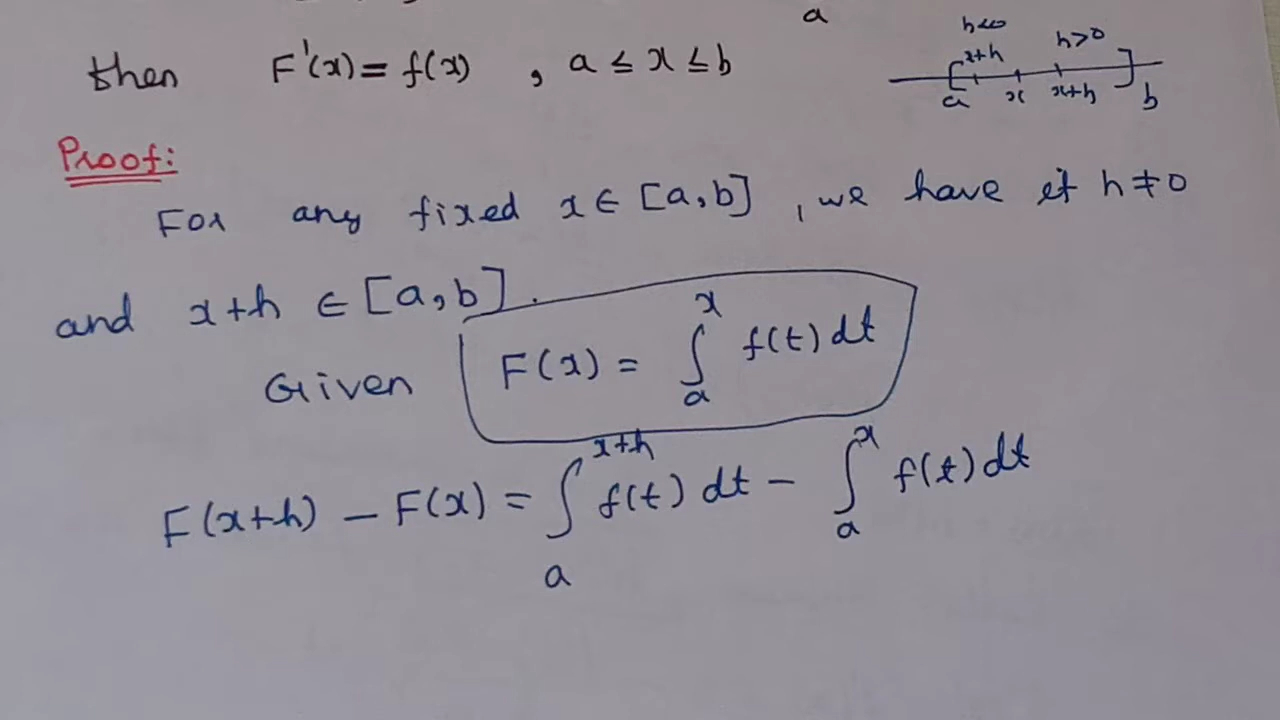 a
then F'(x) = f(x) , a ≤ x ≤ b
h<0 h>0
x+h
[ ]
a x x+h b
Proof:
For any fixed x ∈ [a,b] , we have if h ≠ 0
and x+h ∈ [a,b].
Given F(x) = ∫_a^x f(t) dt
F(x+h) – F(x) = ∫_a^{x+h} f(t) dt – ∫_a^x f(t) dt